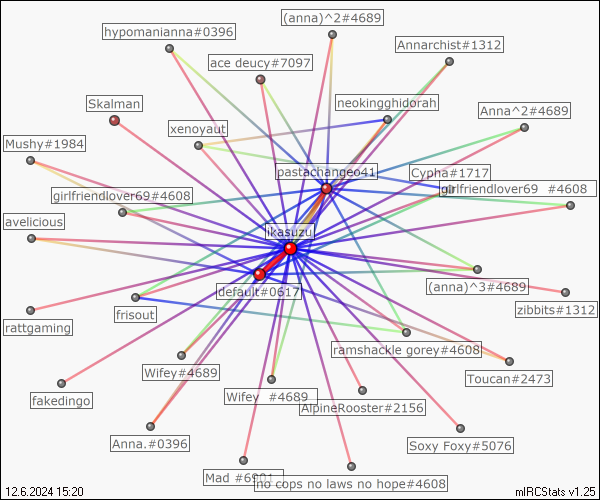 (anna)^2#4689
hypomanianna#0396
Annarchist#1312
ace deucy#7097
Skalman
neokingghidorah
Anna^2#4689
xenoyaut
Mushy#1984
pastachangeo41
Cypha#1717
girlfriendlover69#4608
girlfriendlover69 #4608
avelicious
ikasuzu
default#0617
(anna)^3#4689
zibbits#1312
frisout
rattgaming
ramshackle gorey#4608
Wifey#4689
Toucan#2473
fakedingo
Wifey #4689
AlpineRooster#2156
Anna.#0396
Soxy Foxy#5076
Mad #6901
no cops no laws no hope#4608
12.6.2024 15:20
mIRCStats v1.25